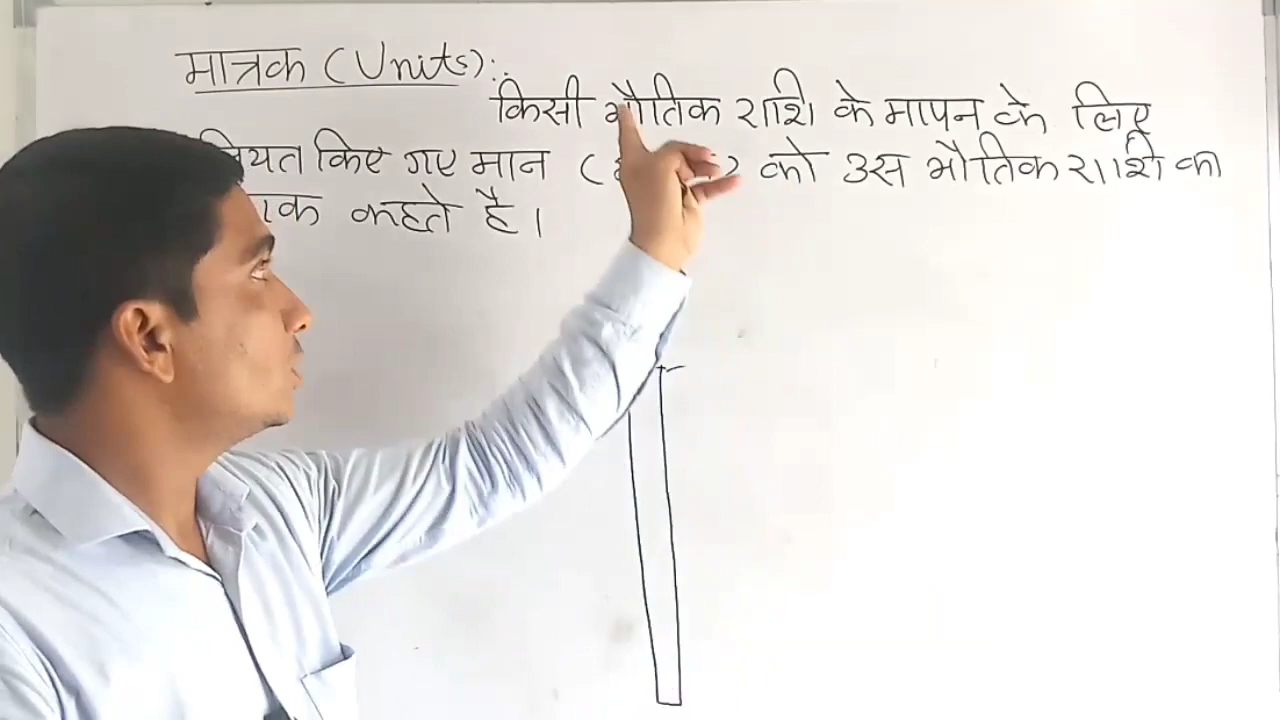 मात्रक (Units):
किसी भौतिक राशि के मापन के लिए
नियत किए गए मान ( ) को उस भौतिक राशि का
कहते है।